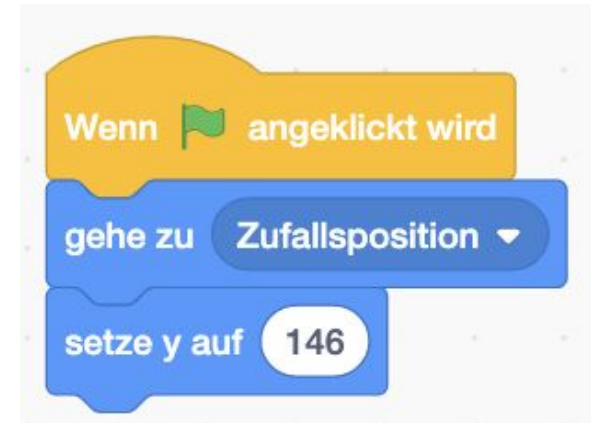 Wenn angeklickt wird
gehe zu Zufallsposition
setze y auf 146